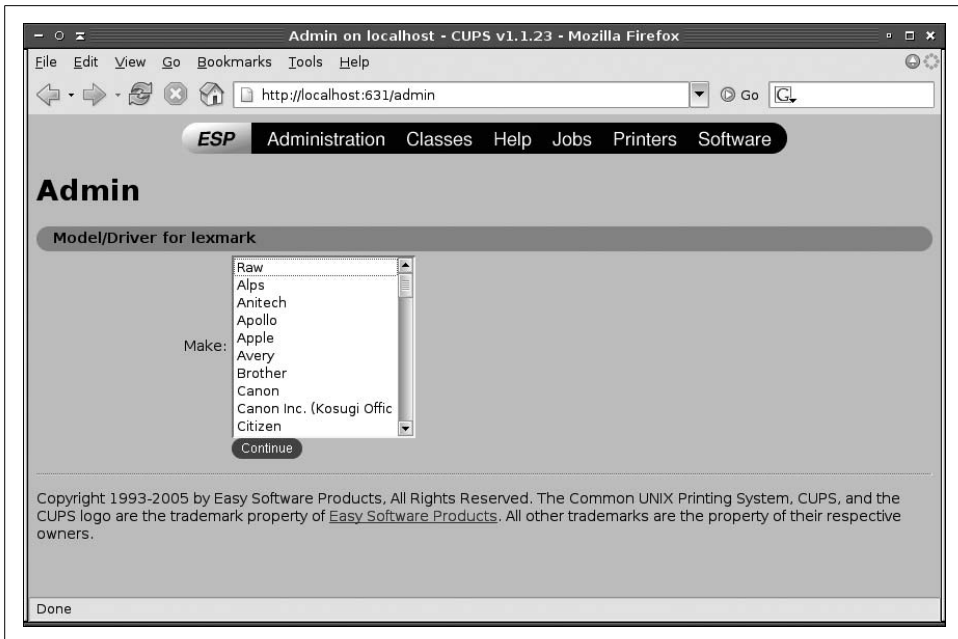 Admin on localhost - CUPS v1.1.23 - Mozilla Firefox
File Edit View Go Bookmarks Tools Help
http://localhost:631/admin Go G
ESP Administration Classes Help Jobs Printers Software
Admin
Model/Driver for lexmark
Make:
Raw
Alps
Anitech
Apollo
Apple
Avery
Brother
Canon
Canon Inc. (Kosugi Offic
Citizen
Continue
Copyright 1993-2005 by Easy Software Products, All Rights Reserved. The Common UNIX Printing System, CUPS, and the
CUPS logo are the trademark property of Easy Software Products. All other trademarks are the property of their respective
owners.
Done